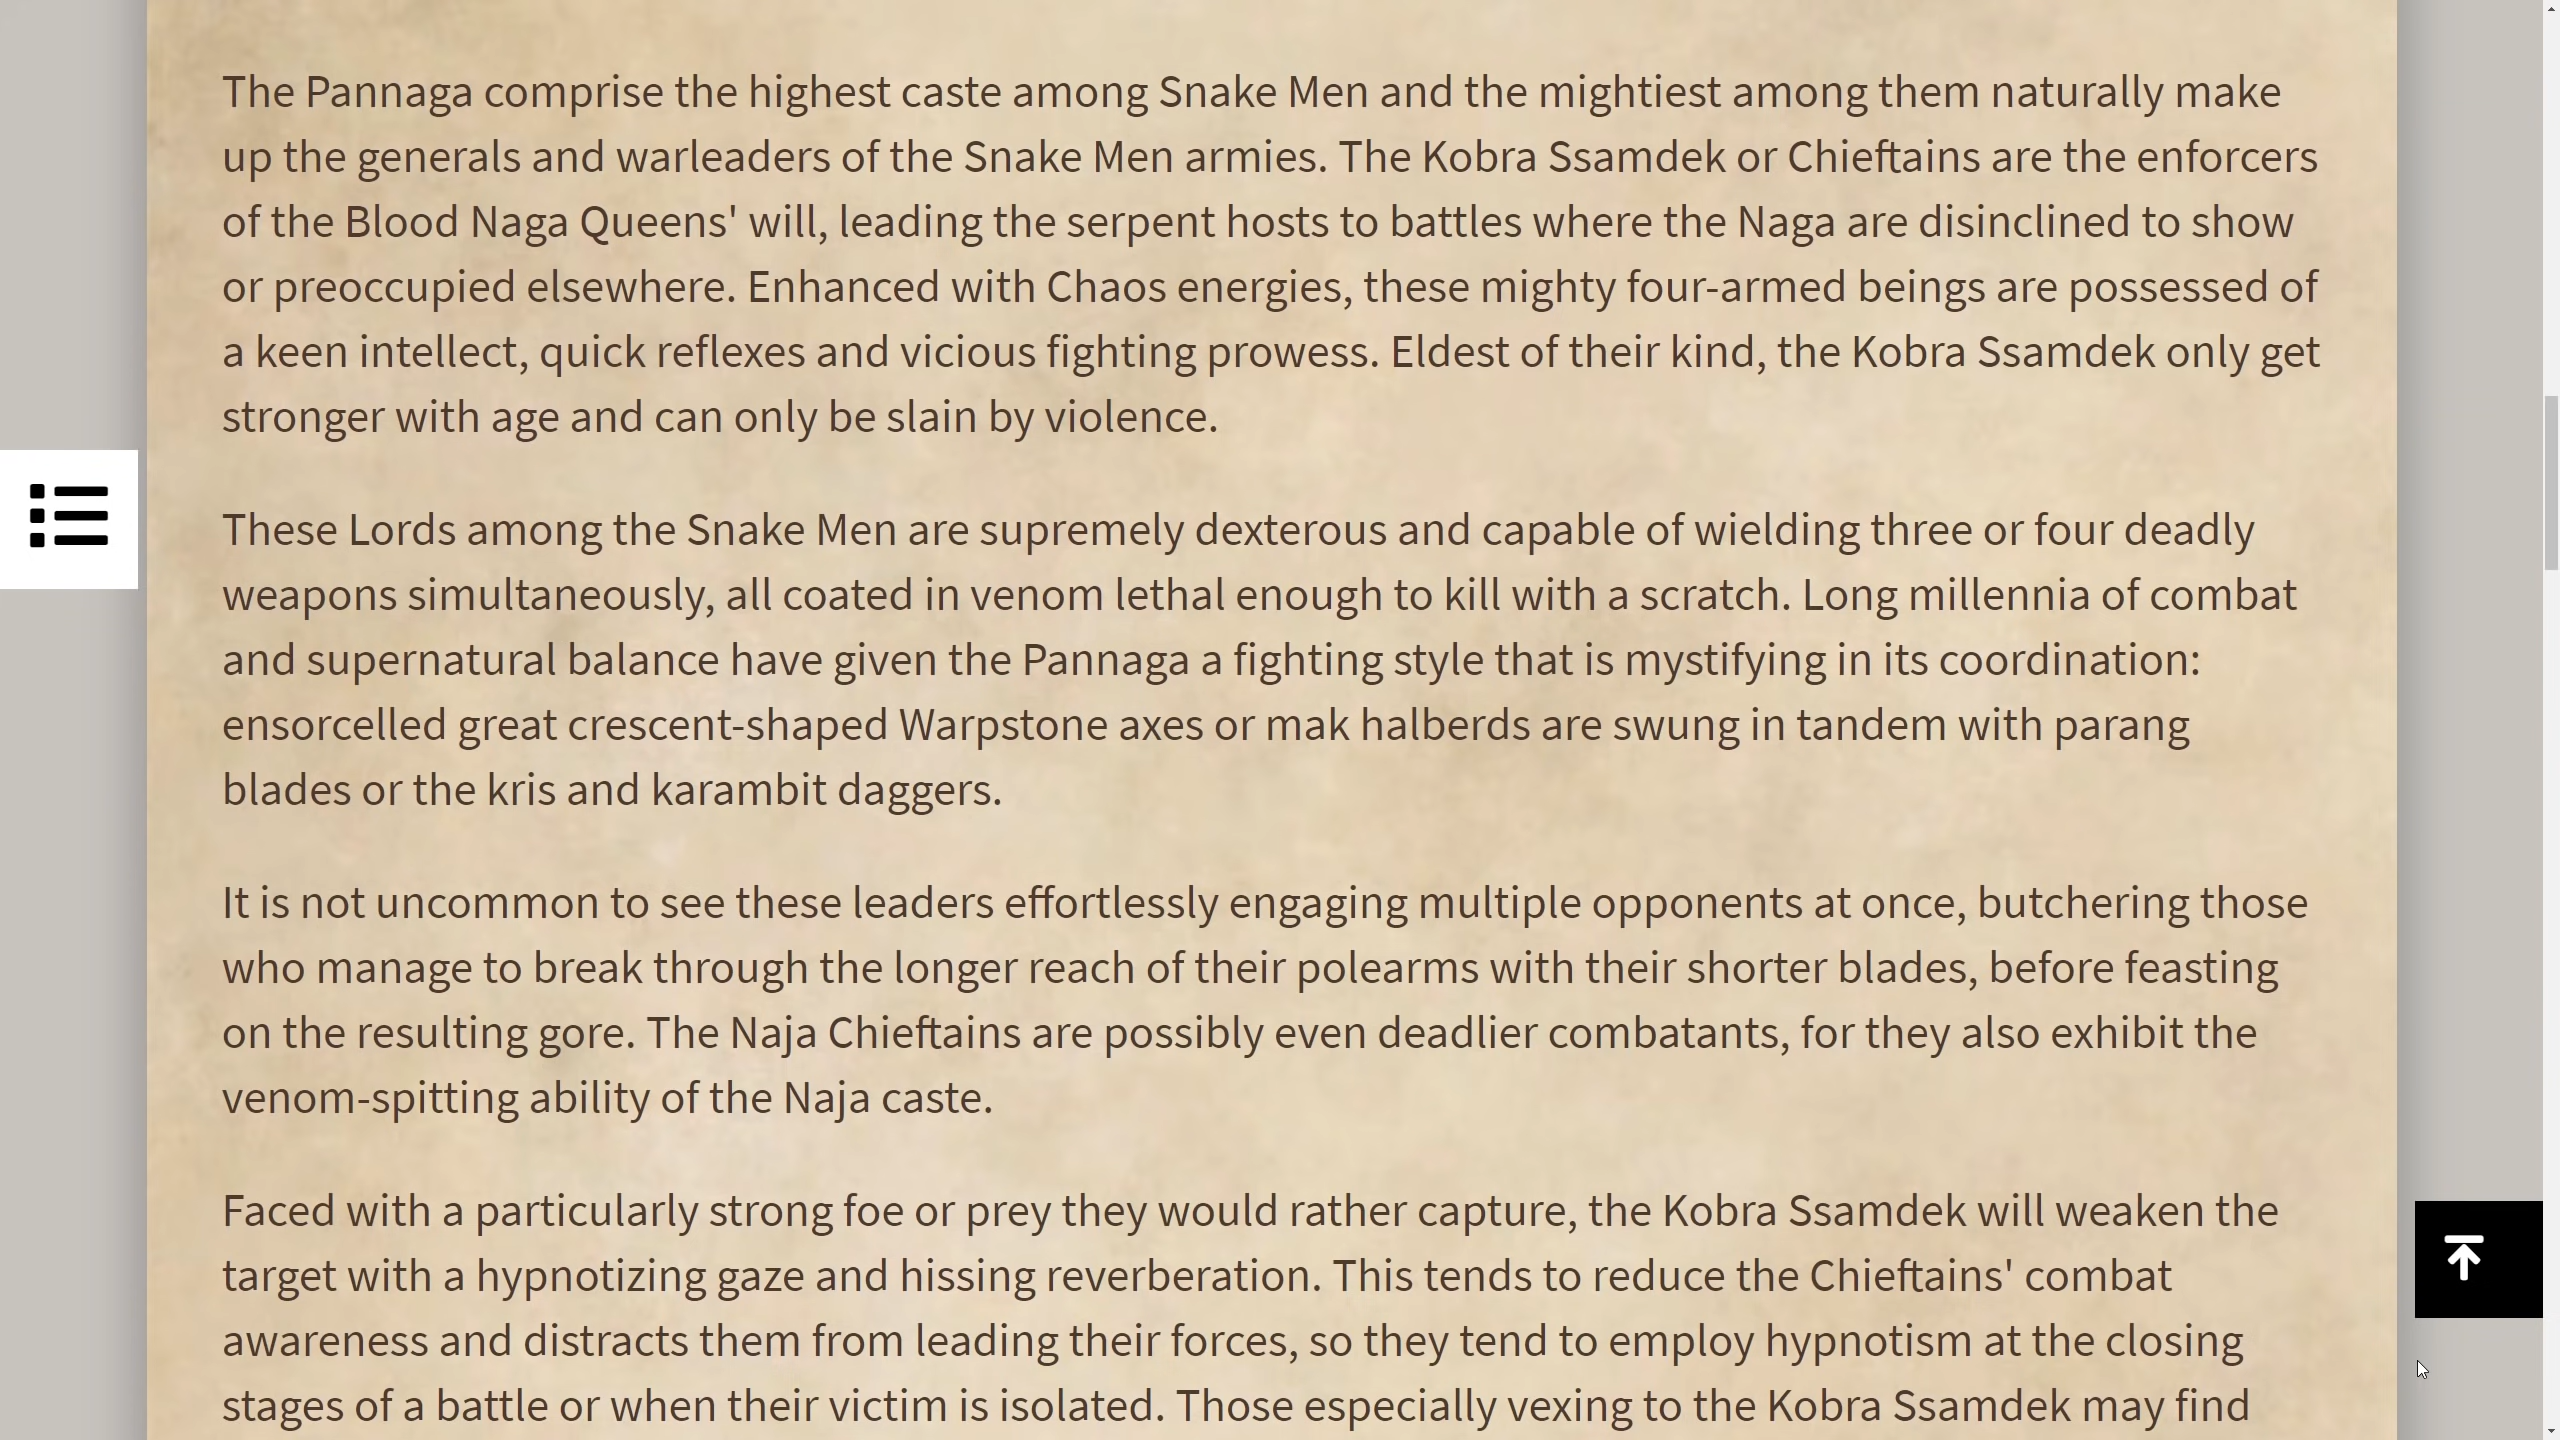 The Pannaga comprise the highest caste among Snake Men and the mightiest among them naturally make
up the generals and warleaders of the Snake Men armies. The Kobra Ssamdek or Chieftains are the enforcers
of the Blood Naga Queens' will, leading the serpent hosts to battles where the Naga are disinclined to show
or preoccupied elsewhere. Enhanced with Chaos energies, these mighty four-armed beings are possessed of
a keen intellect, quick reflexes and vicious fighting prowess. Eldest of their kind, the Kobra Ssamdek only get
stronger with age and can only be slain by violence.
These Lords among the Snake Men are supremely dexterous and capable of wielding three or four deadly
weapons simultaneously, all coated in venom lethal enough to kill with a scratch. Long millennia of combat
and supernatural balance have given the Pannaga a fighting style that is mystifying in its coordination:
ensorcelled great crescent-shaped Warpstone axes or mak halberds are swung in tandem with parang
blades or the kris and karambit daggers.
It is not uncommon to see these leaders effortlessly engaging multiple opponents at once, butchering those
who manage to break through the longer reach of their polearms with their shorter blades, before feasting
on the resulting gore. The Naja Chieftains are possibly even deadlier combatants, for they also exhibit the
venom-spitting ability of the Naja caste.
Faced with a particularly strong foe or prey they would rather capture, the Kobra Ssamdek will weaken the
target with a hypnotizing gaze and hissing reverberation. This tends to reduce the Chieftains' combat
awareness and distracts them from leading their forces, so they tend to employ hypnotism at the closing
stages of a battle or when their victim is isolated. Those especially vexing to the Kobra Ssamdek may find